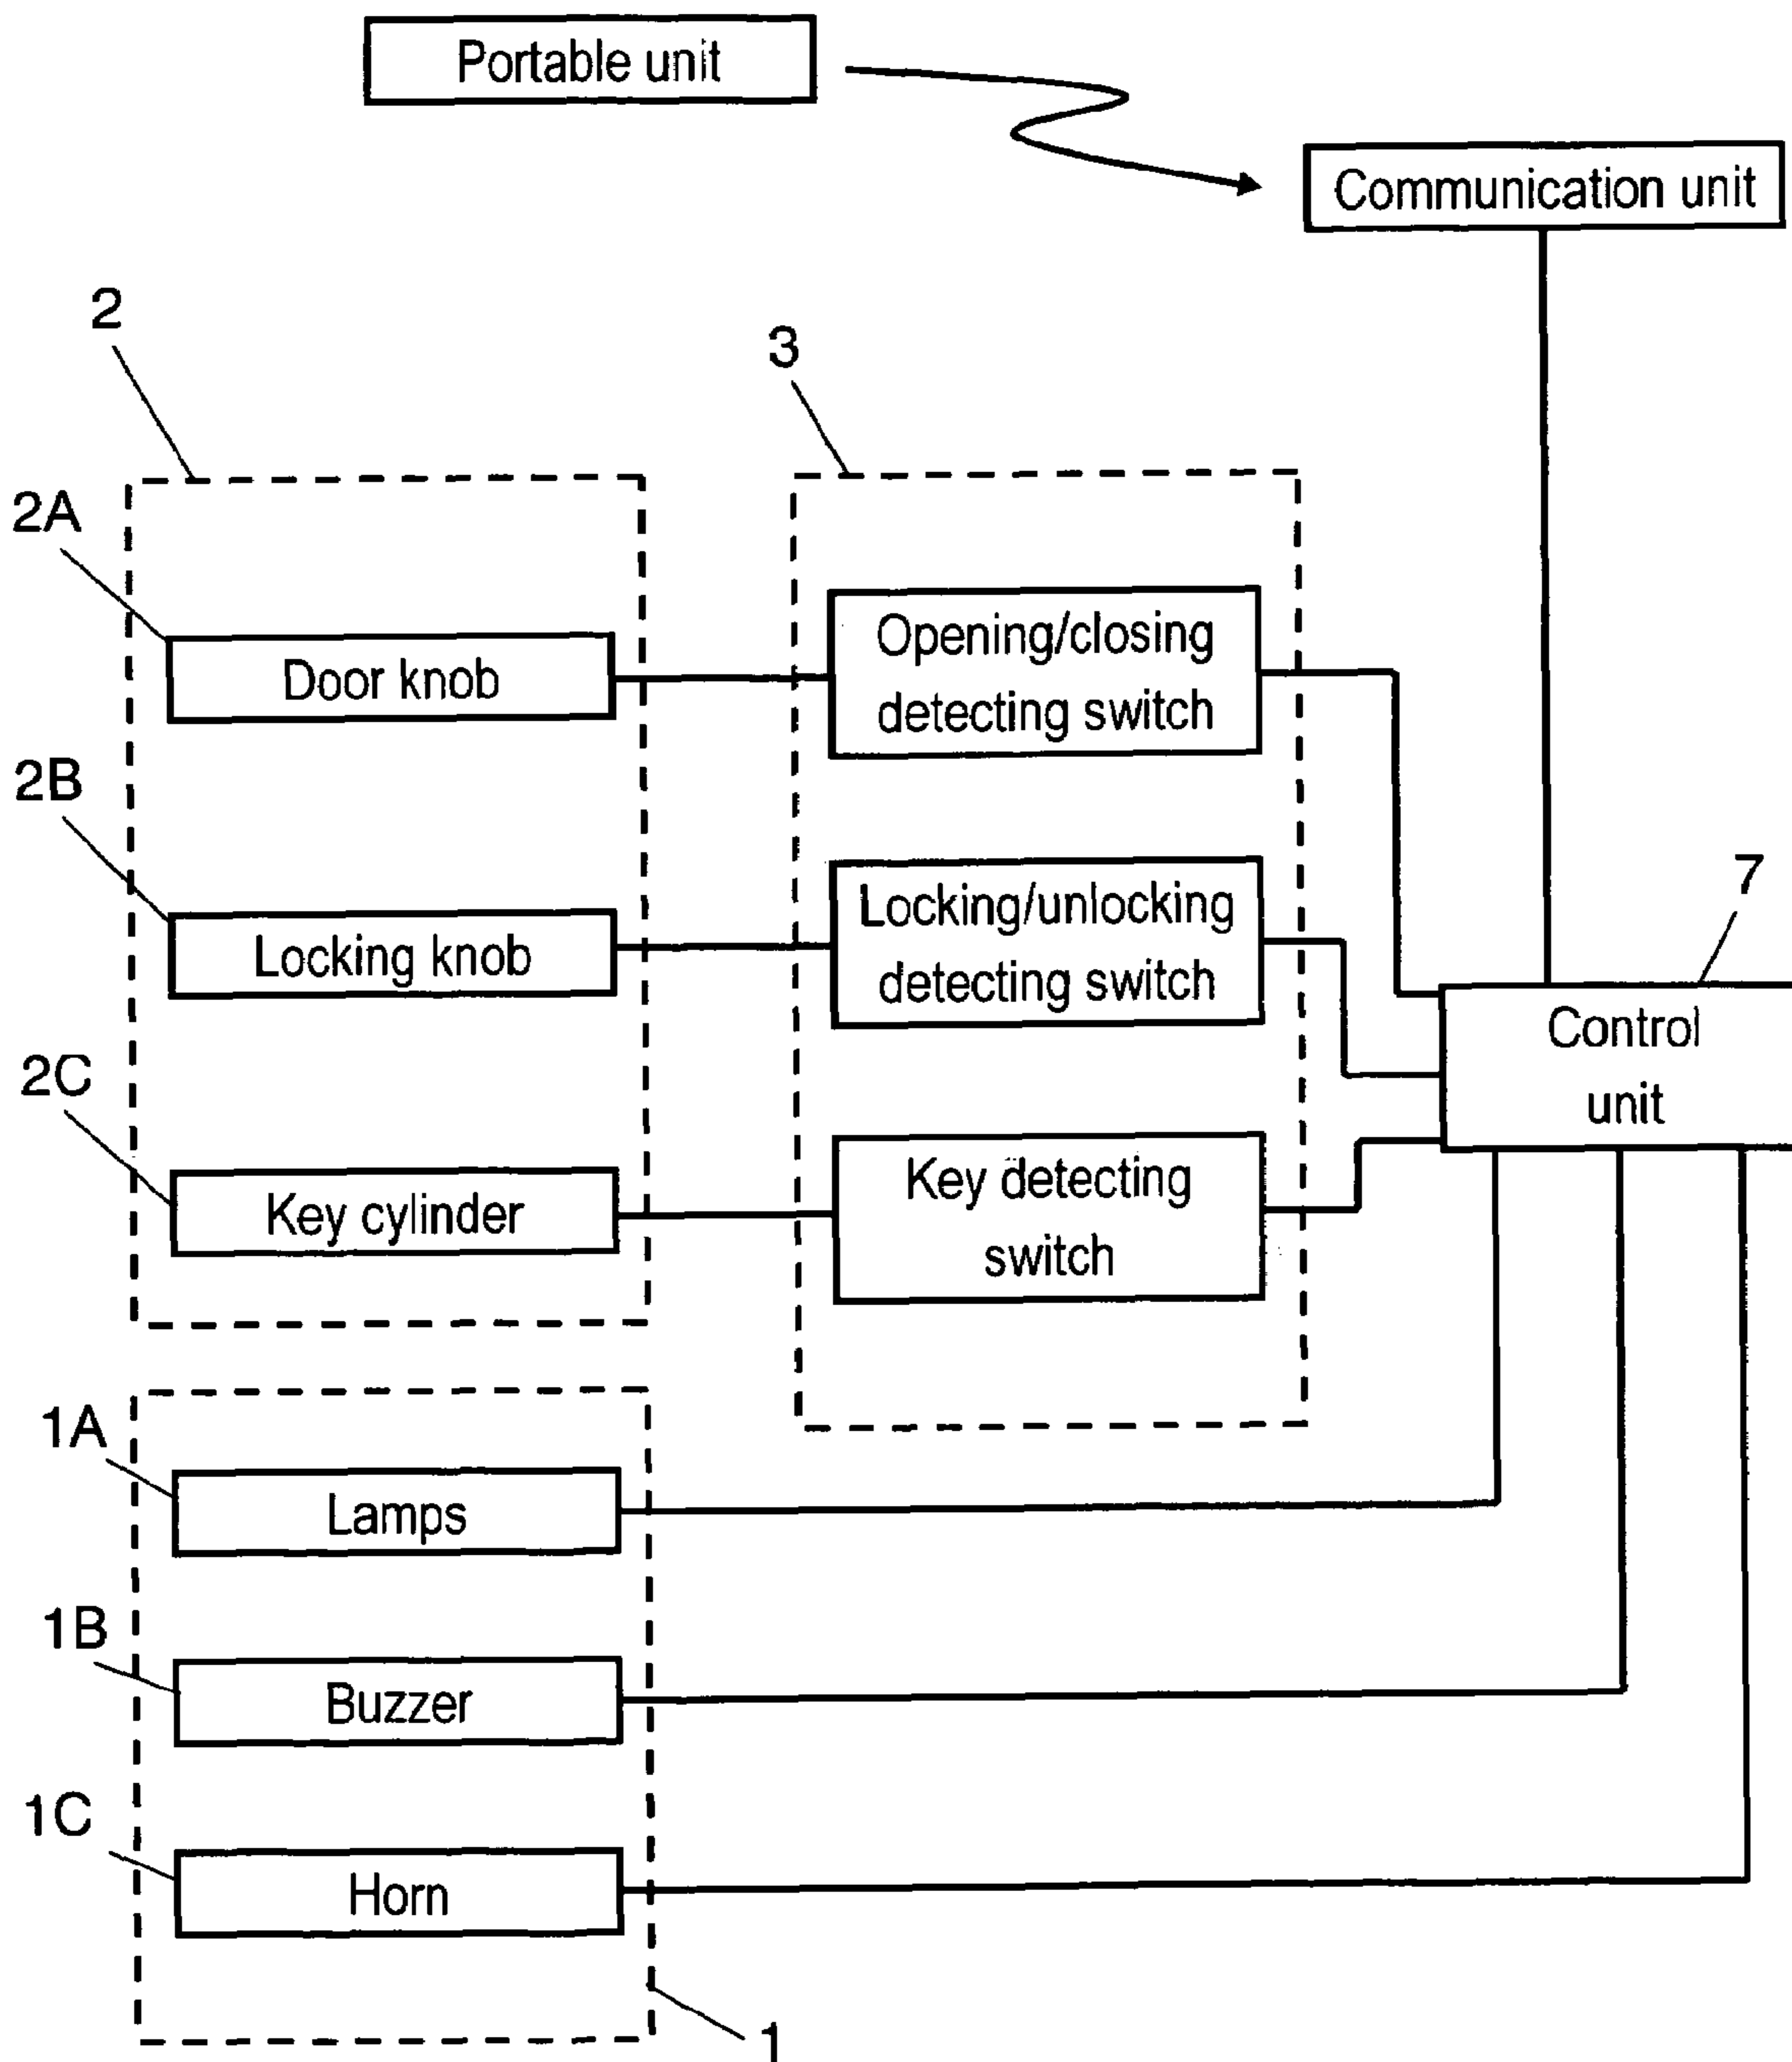 Portable unit
Communication unit
2
3
2A
Door knob
Opening/closing
detecting switch
2B
Locking knob
Locking/unlocking
detecting switch
7
Control
unit
2C
Key cylinder
Key detecting
switch
1A
Lamps
1B
Buzzer
1C
Horn
1